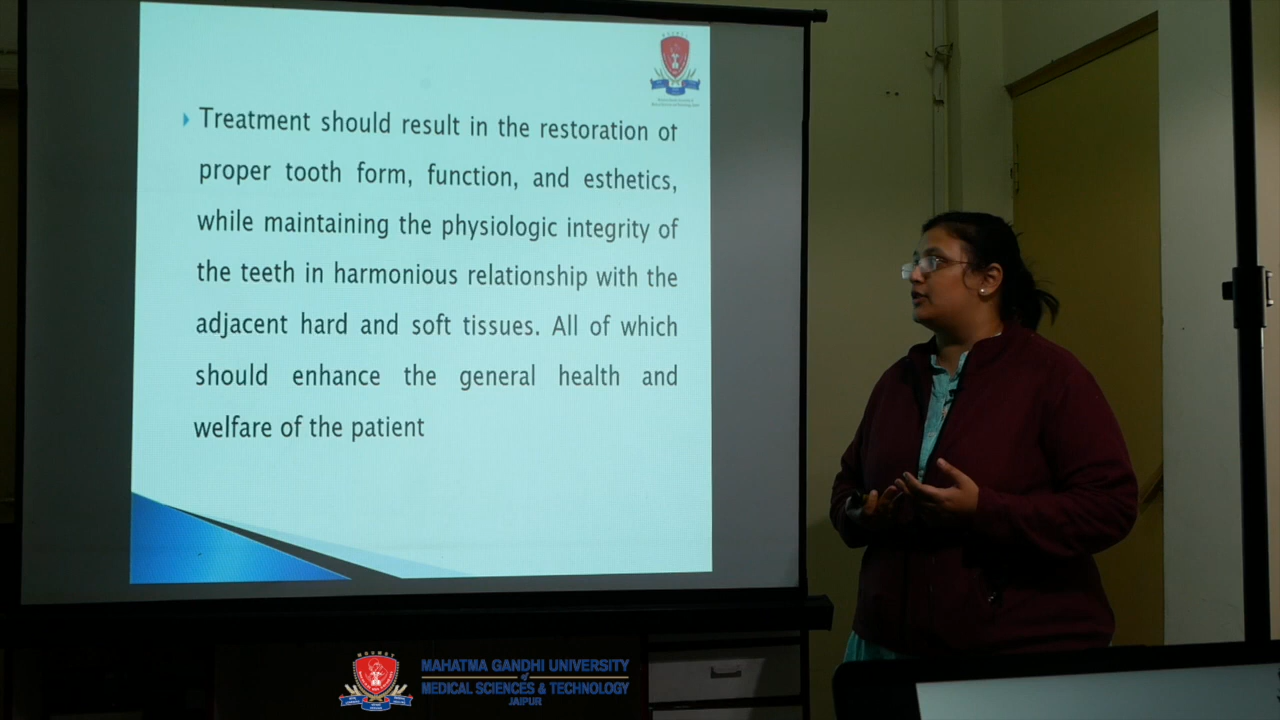 Treatment should result in the restoration of
proper tooth form, function, and esthetics,
while maintaining the physiologic integrity of
the teeth in harmonious relationship with the
adjacent hard and soft tissues. All of which
should enhance the general health and
welfare of the patient
MAHATMA GANDHI UNIVERSITY
of
MEDICAL SCIENCES & TECHNOLOGY
JAIPUR